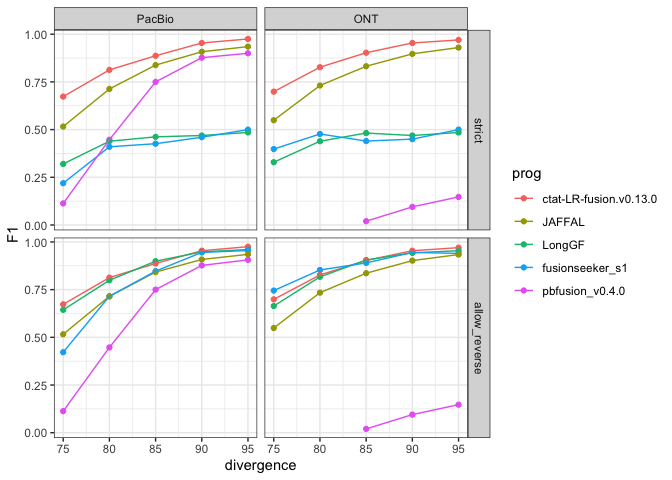 PacBio ONT
1.00
0.75
0.50
0.25
0.00
strict
F1
1.00
0.75
0.50
0.25
0.00
allow_reverse
75 80 85 90 95 75 80 85 90 95
divergence
prog
ctat-LR-fusion.v0.13.0
JAFFAL
LongGF
fusionseeker_s1
pbfusion_v0.4.0